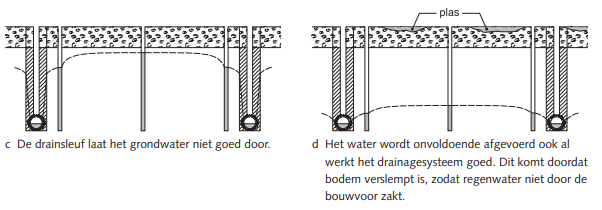 plas
c De drainsleuf laat het grondwater niet goed door.
d Het water wordt onvoldoende afgevoerd ook al
werkt het drainagesysteem goed. Dit komt doordat
bodem verslempt is, zodat regenwater niet door de
bouwvoor zakt.